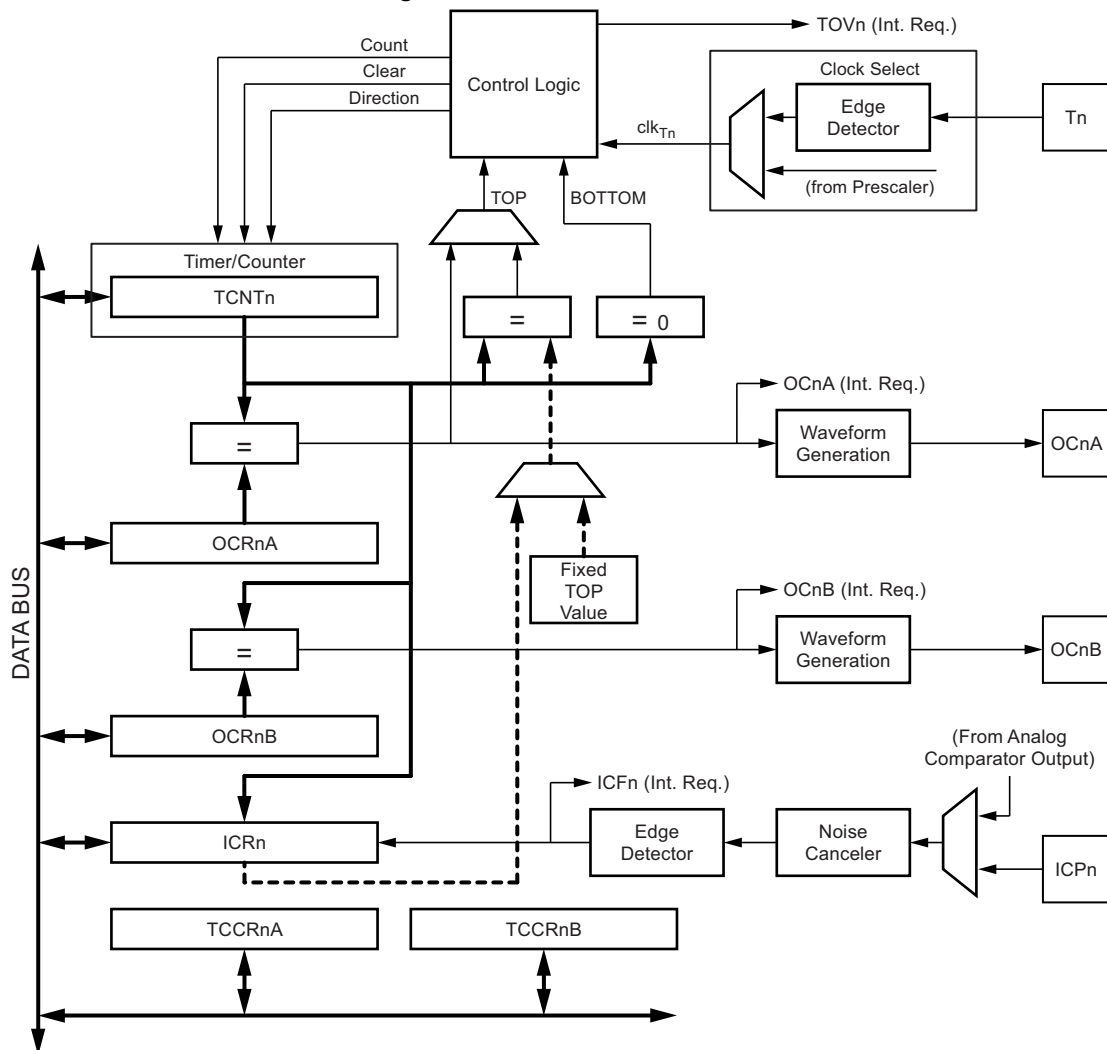 TOVn (Int. Req.)
Count
Clear
Direction
Control Logic
Clock Select
Edge
Detector
Tn
clkTn
(from Prescaler)
TOP
BOTTOM
Timer/Counter
TCNTn
=
= 0
OCnA (Int. Req.)
=
Waveform
Generation
OCnA
OCRnA
Fixed
TOP
Value
DATA BUS
OCnB (Int. Req.)
=
Waveform
Generation
OCnB
OCRnB
(From Analog
Comparator Output)
ICFn (Int. Req.)
ICRn
Edge
Detector
Noise
Canceler
ICPn
TCCRnA
TCCRnB